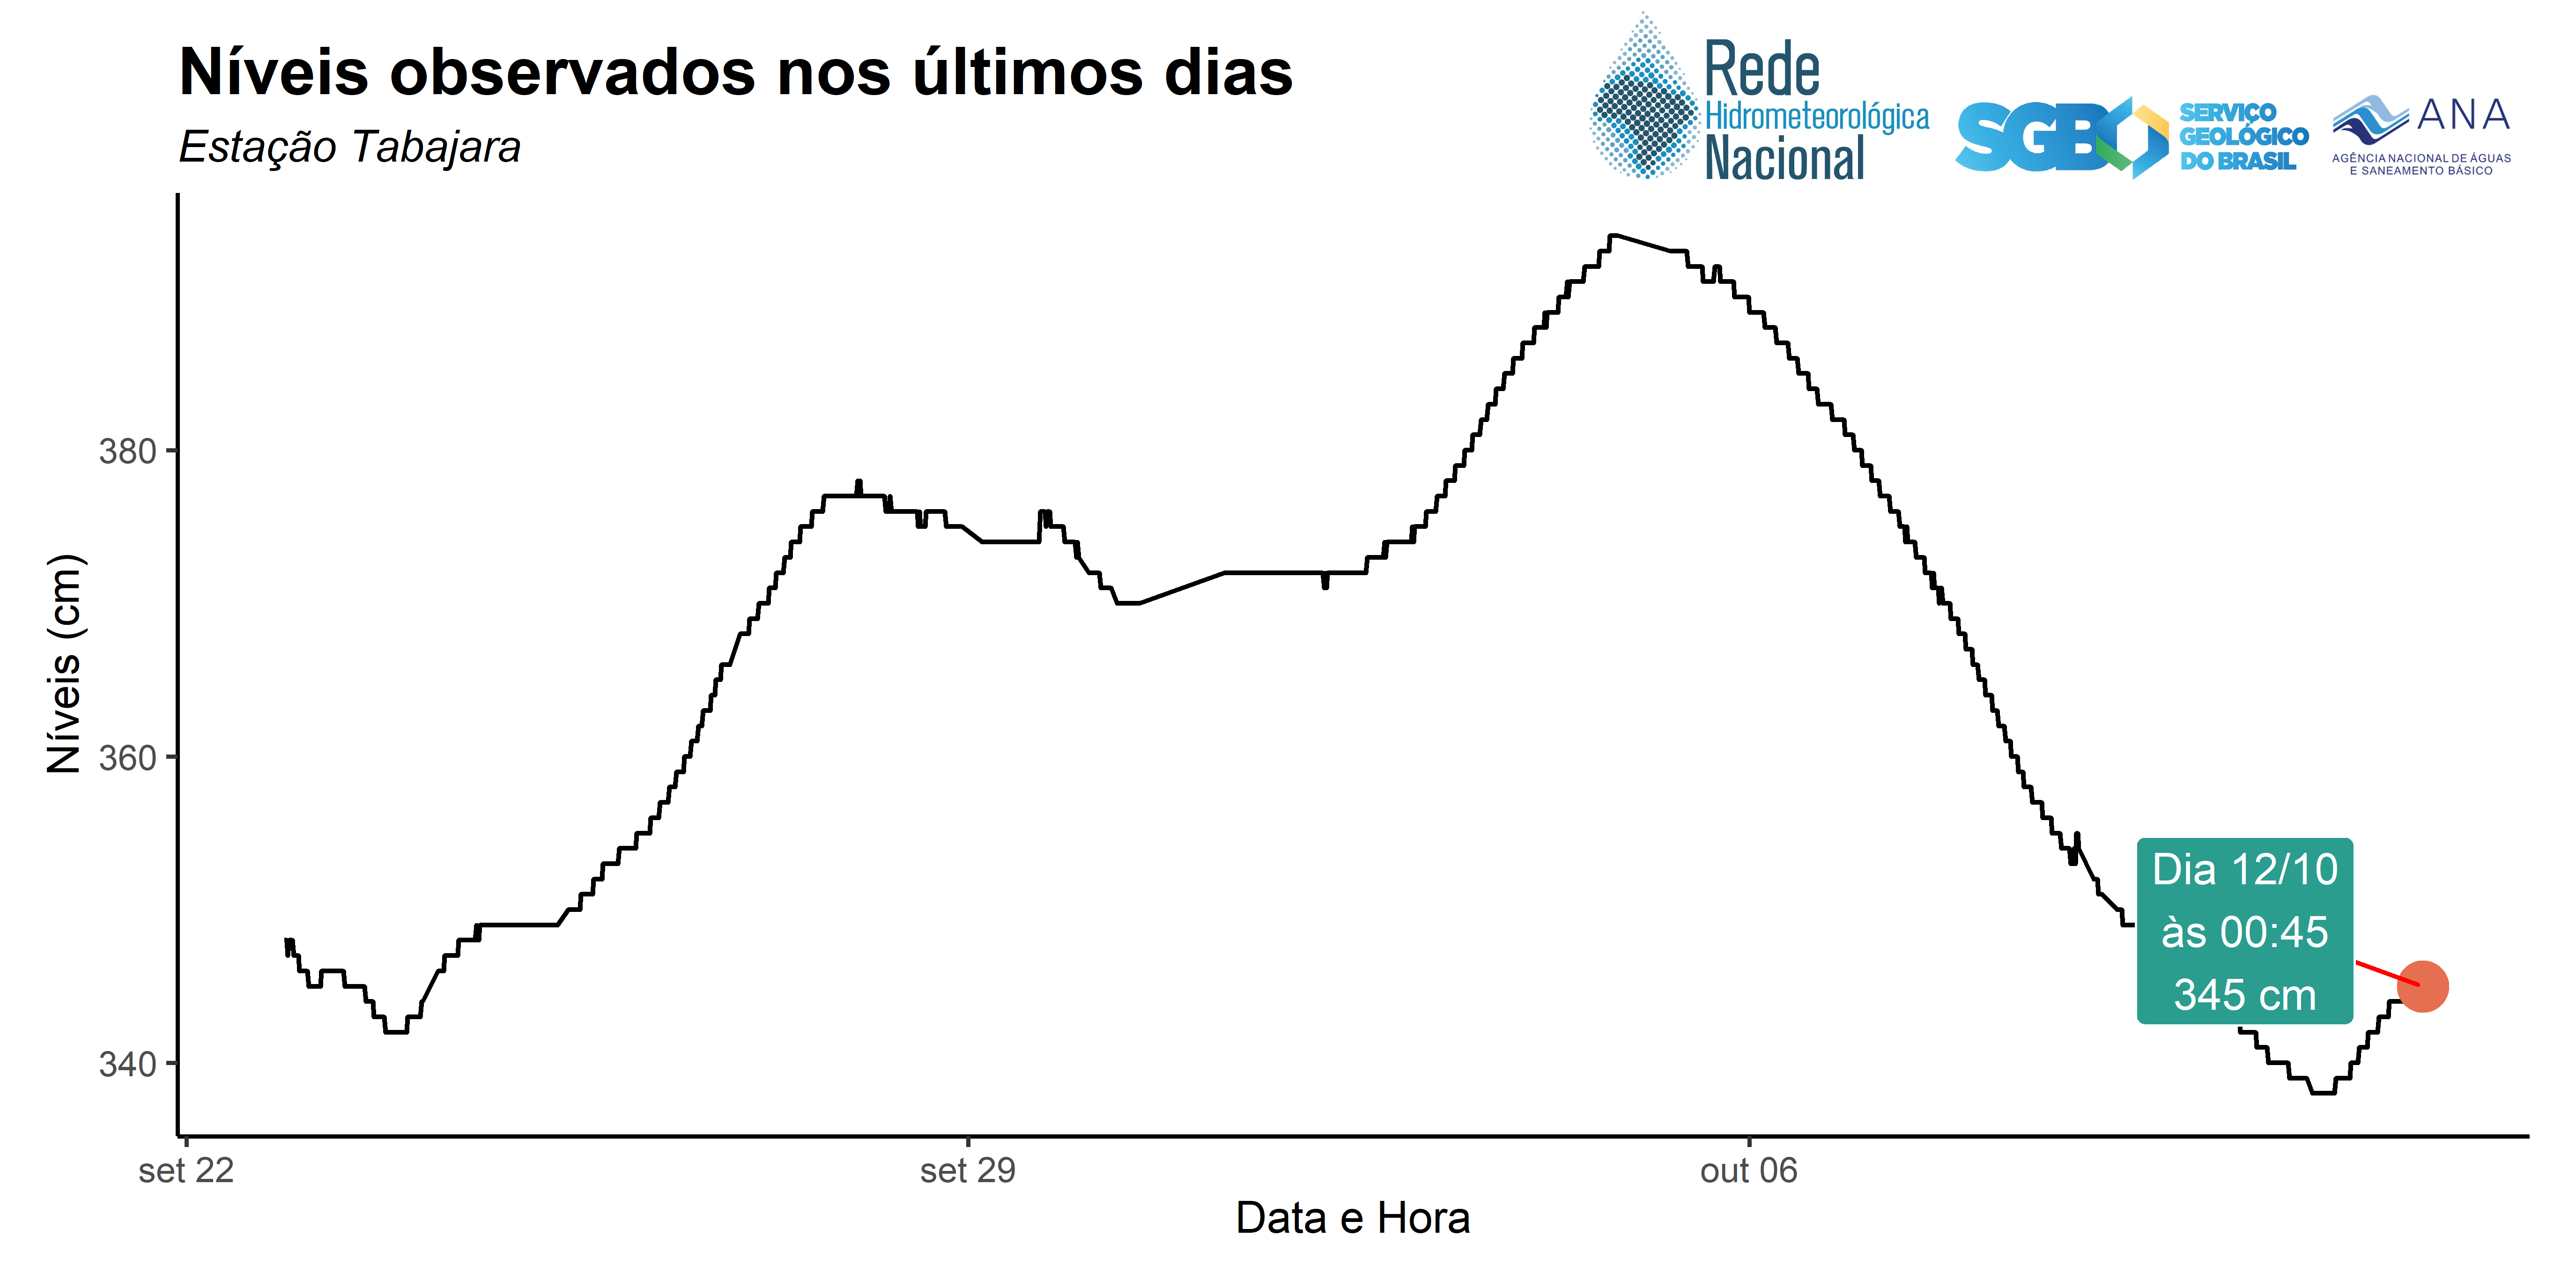 Níveis observados nos últimos dias
Estação Tabajara
Rede
Hidrometeorológica
Nacional
SGB
SERVIÇO
GEOLÓGICO
DO BRASIL
ANA
AGÊNCIA NACIONAL DE ÁGUAS
E SANEAMENTO BÁSICO
Níveis (cm)
380
360
340
Dia 12/10
às 00:45
345 cm
set 22
set 29
out 06
Data e Hora